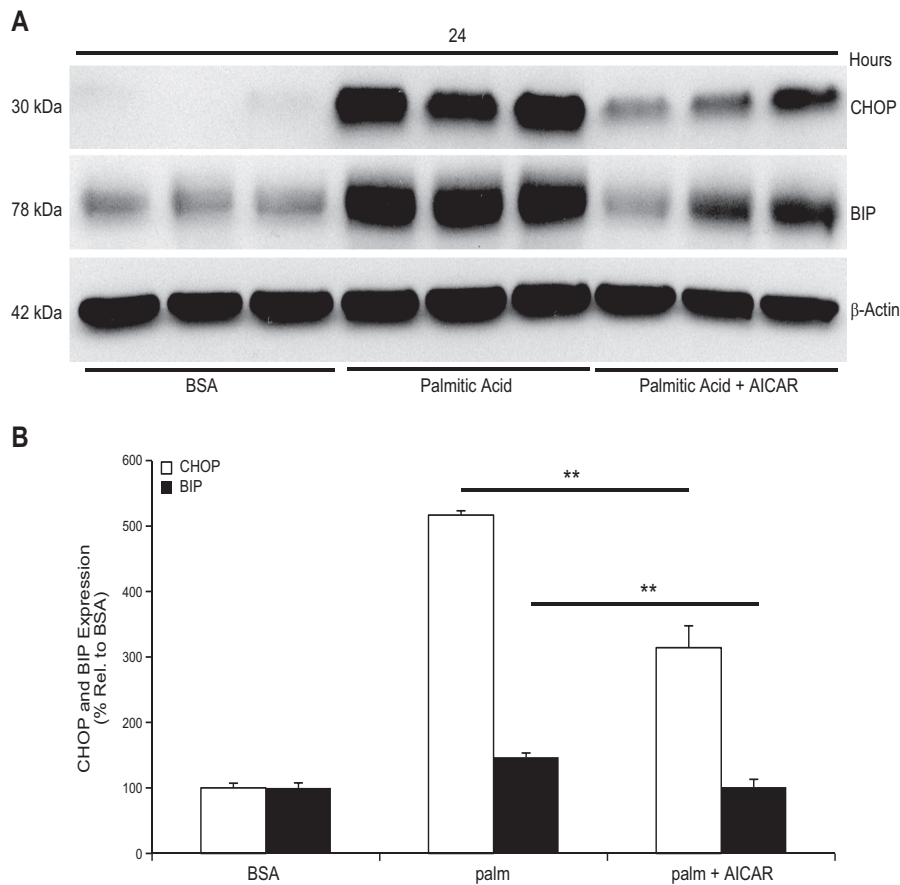 A
24
Hours
30 kDa
CHOP
78 kDa
BIP
42 kDa
β-Actin
BSA
Palmitic Acid
Palmitic Acid + AICAR
B
CHOP and BIP Expression
(% Rel. to BSA)
600
500
400
300
200
100
0
CHOP
BIP
**
**
BSA
palm
palm + AICAR